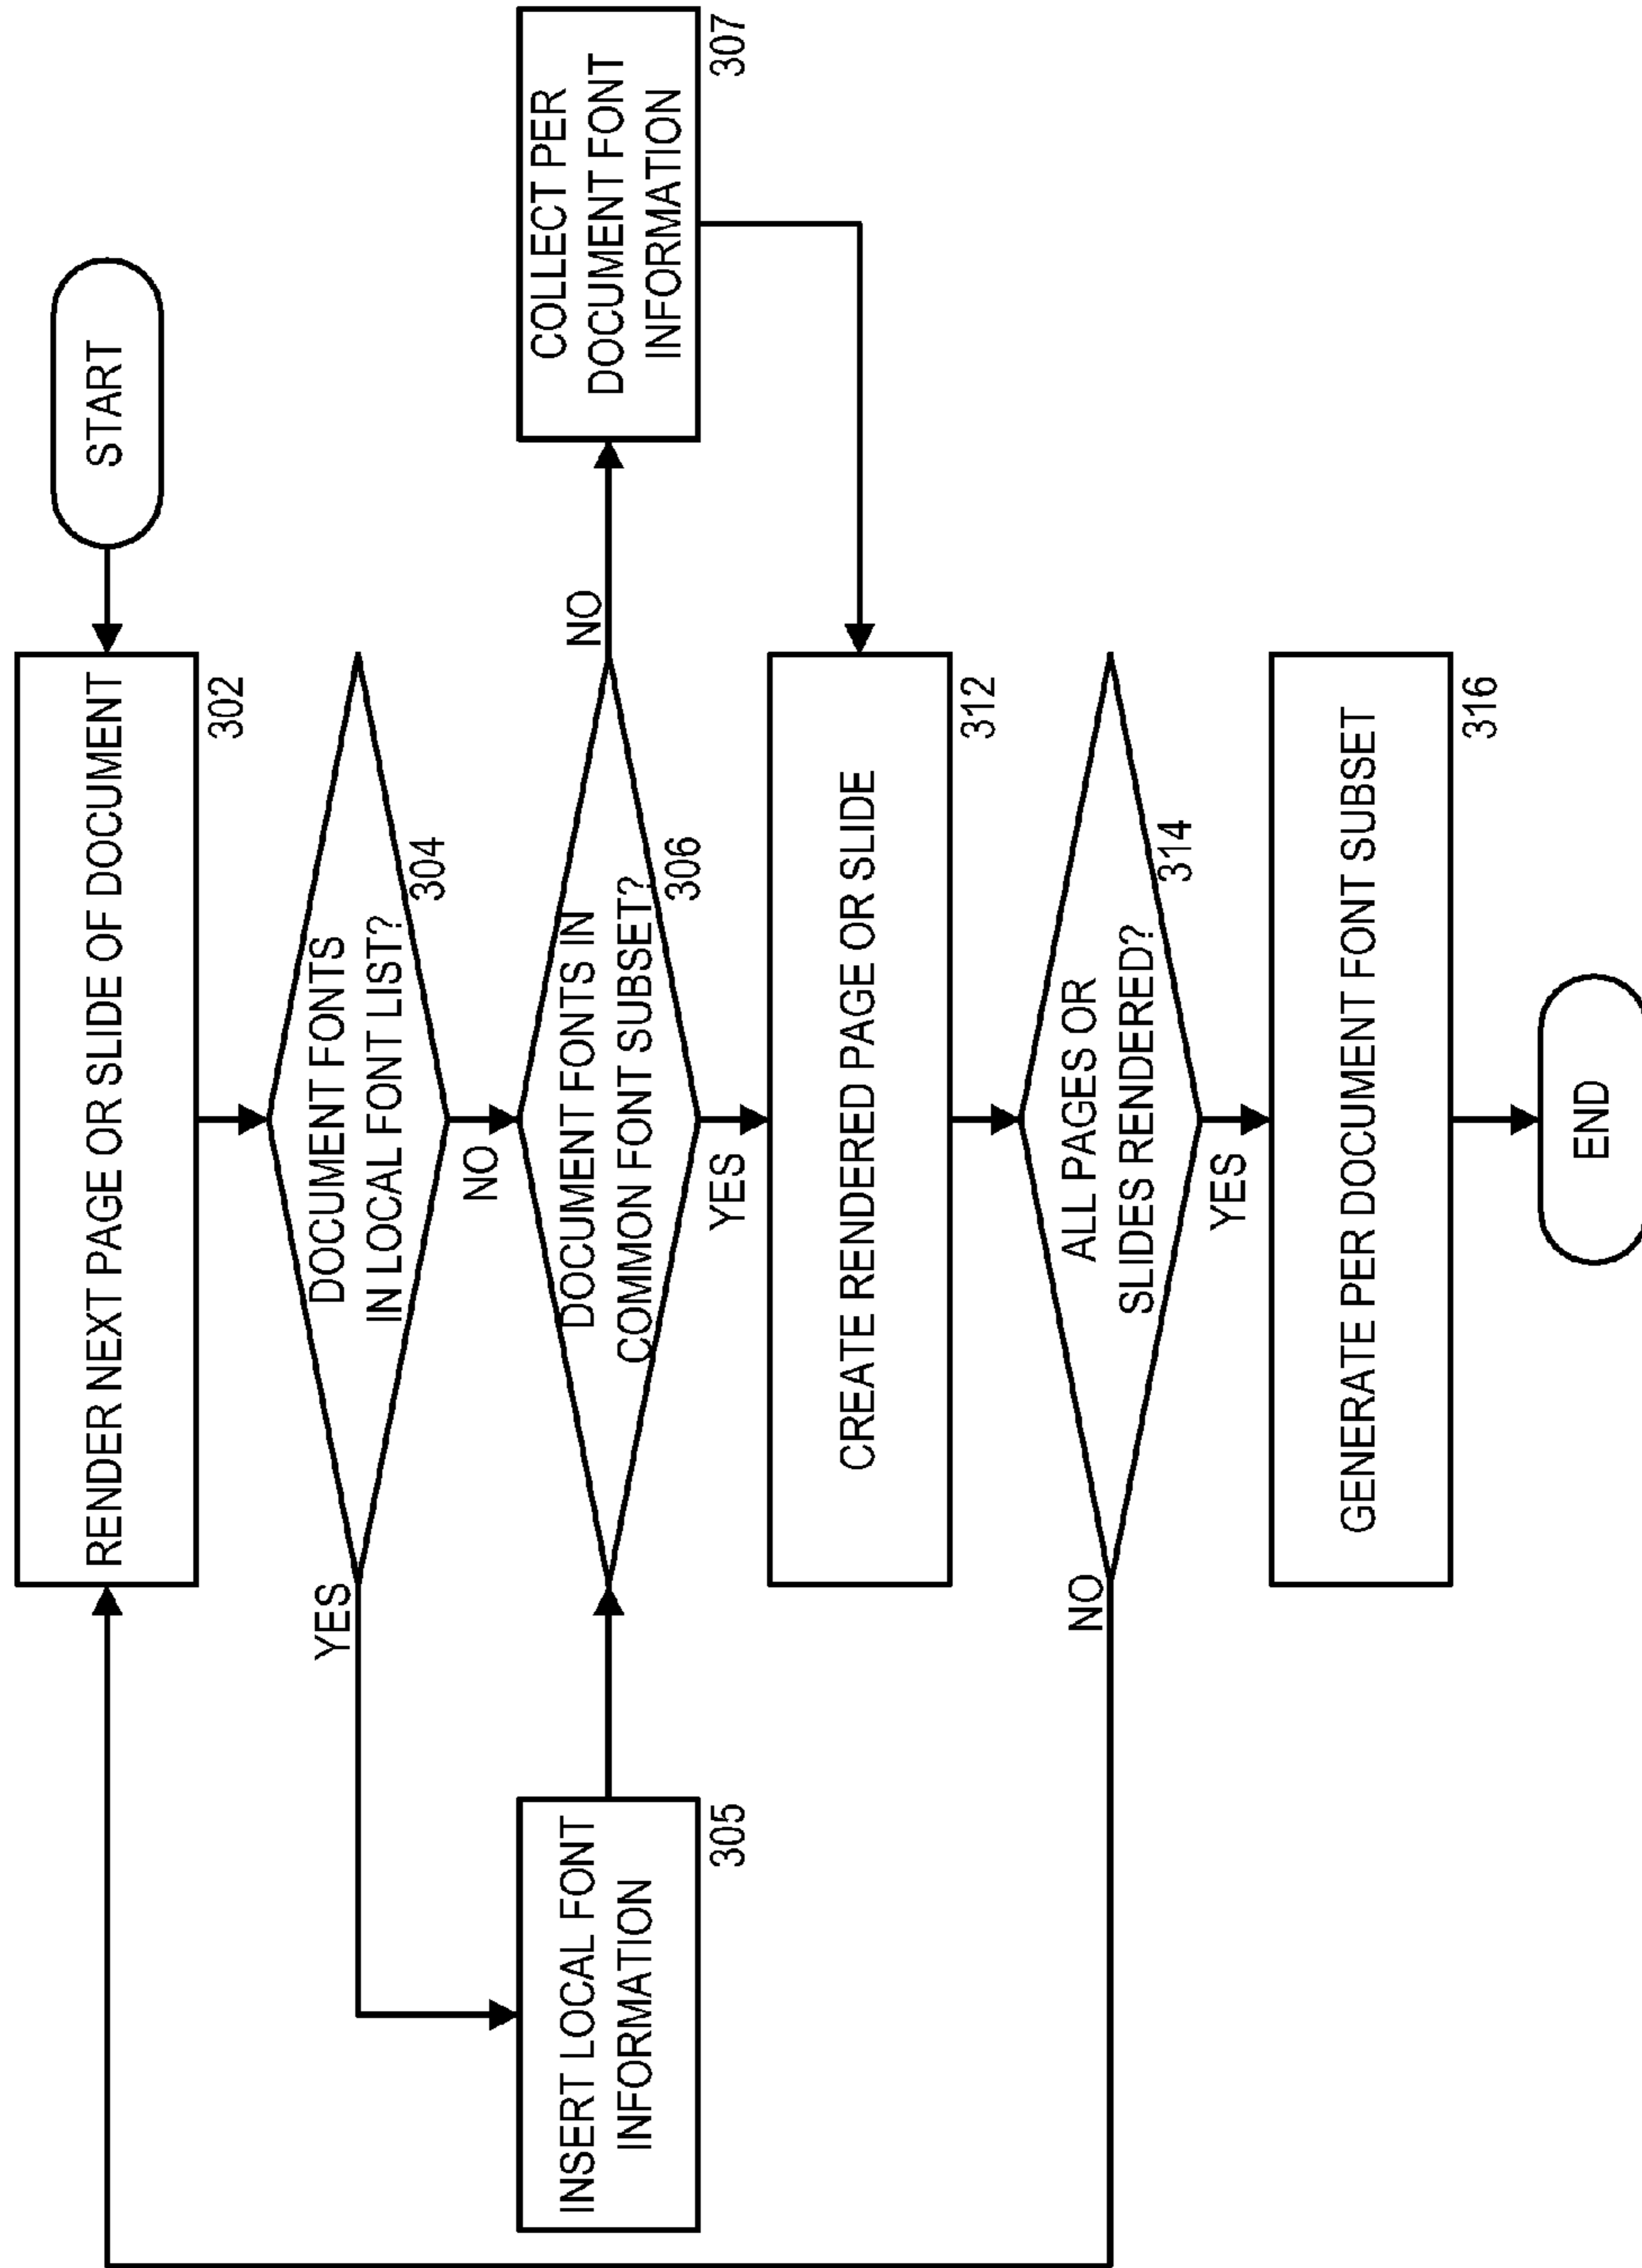 START
RENDER NEXT PAGE OR SLIDE OF DOCUMENT
302
DOCUMENT FONTS
IN LOCAL FONT LIST?
304
YES
NO
INSERT LOCAL FONT
INFORMATION
305
DOCUMENT FONTS IN
COMMON FONT SUBSET?
306
NO
YES
COLLECT PER
DOCUMENT FONT
INFORMATION
307
CREATE RENDERED PAGE OR SLIDE
312
ALL PAGES OR
SLIDES RENDERED?
314
NO
YES
GENERATE PER DOCUMENT FONT SUBSET
316
END